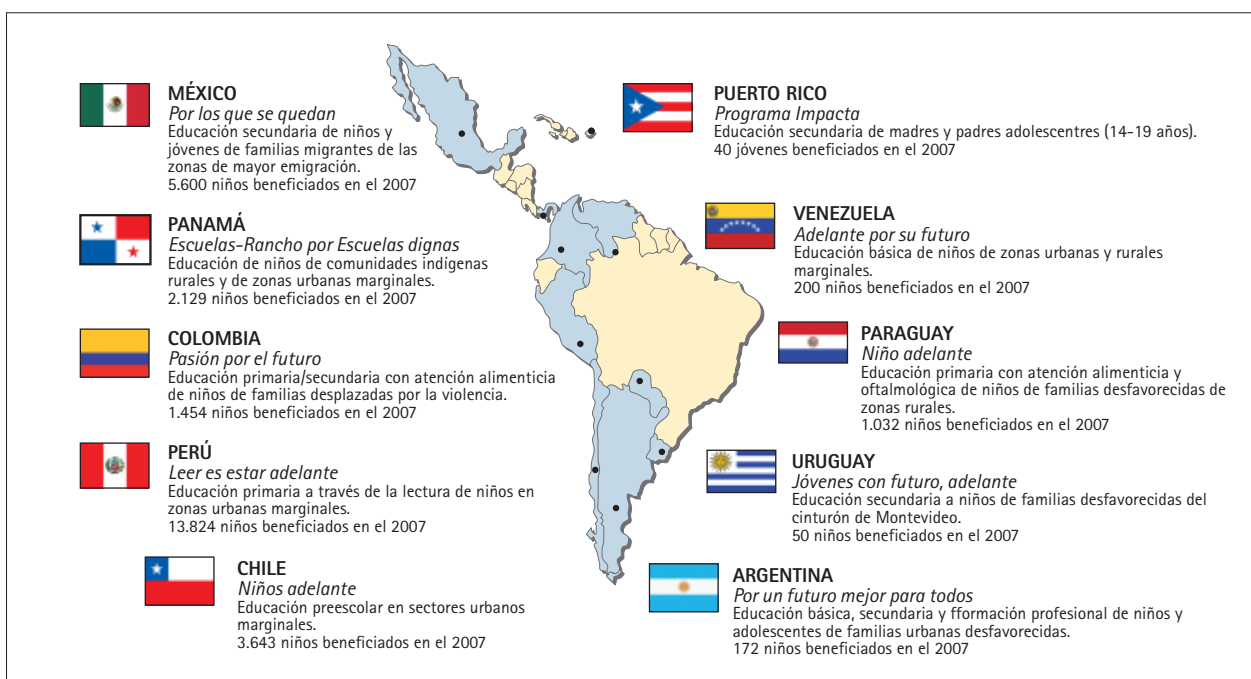 MÉXICO
Por los que se quedan
Educación secundaria de niños y
jóvenes de familias migrantes de las
zonas de mayor emigración.
5.600 niños beneficiados en el 2007
PANAMÁ
Escuelas-Rancho por Escuelas dignas
Educación de niños de comunidades indígenas
rurales y de zonas urbanas marginales.
2.129 niños beneficiados en el 2007
COLOMBIA
Pasión por el futuro
Educación primaria/secundaria con atención alimenticia
de niños de familias desplazadas por la violencia.
1.454 niños beneficiados en el 2007
PERÚ
Leer es estar adelante
Educación primaria a través de la lectura de niños en
zonas urbanas marginales.
13.824 niños beneficiados en el 2007
CHILE
Niños adelante
Educación preescolar en sectores urbanos
marginales.
3.643 niños beneficiados en el 2007
PUERTO RICO
Programa Impacta
Educación secundaria de madres y padres adolescentres (14-19 años).
40 jóvenes beneficiados en el 2007
VENEZUELA
Adelante por su futuro
Educación básica de niños de zonas urbanas y rurales
marginales.
200 niños beneficiados en el 2007
PARAGUAY
Niño adelante
Educación primaria con atención alimenticia y
oftalmológica de niños de familias desfavorecidas de
zonas rurales.
1.032 niños beneficiados en el 2007
URUGUAY
Jóvenes con futuro, adelante
Educación secundaria a niños de familias desfavorecidas del
cinturón de Montevideo.
50 niños beneficiados en el 2007
ARGENTINA
Por un futuro mejor para todos
Educación básica, secundaria y fformación profesional de niños y
adolescentes de familias urbanas desfavorecidas.
172 niños beneficiados en el 2007